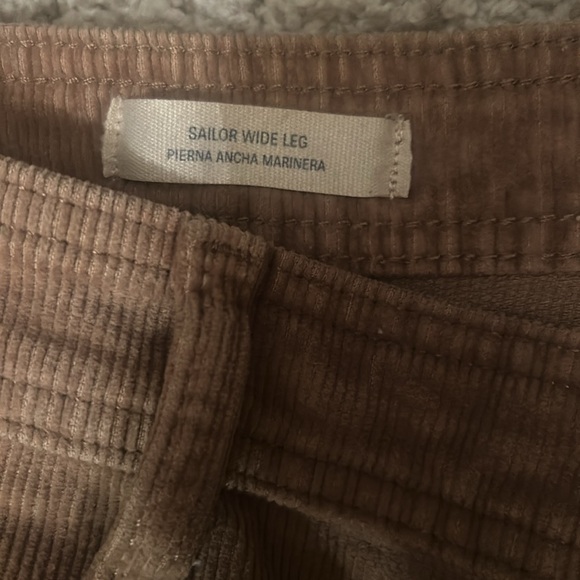 SAILOR WIDE LEG
PIERNA ANCHA MARINERA